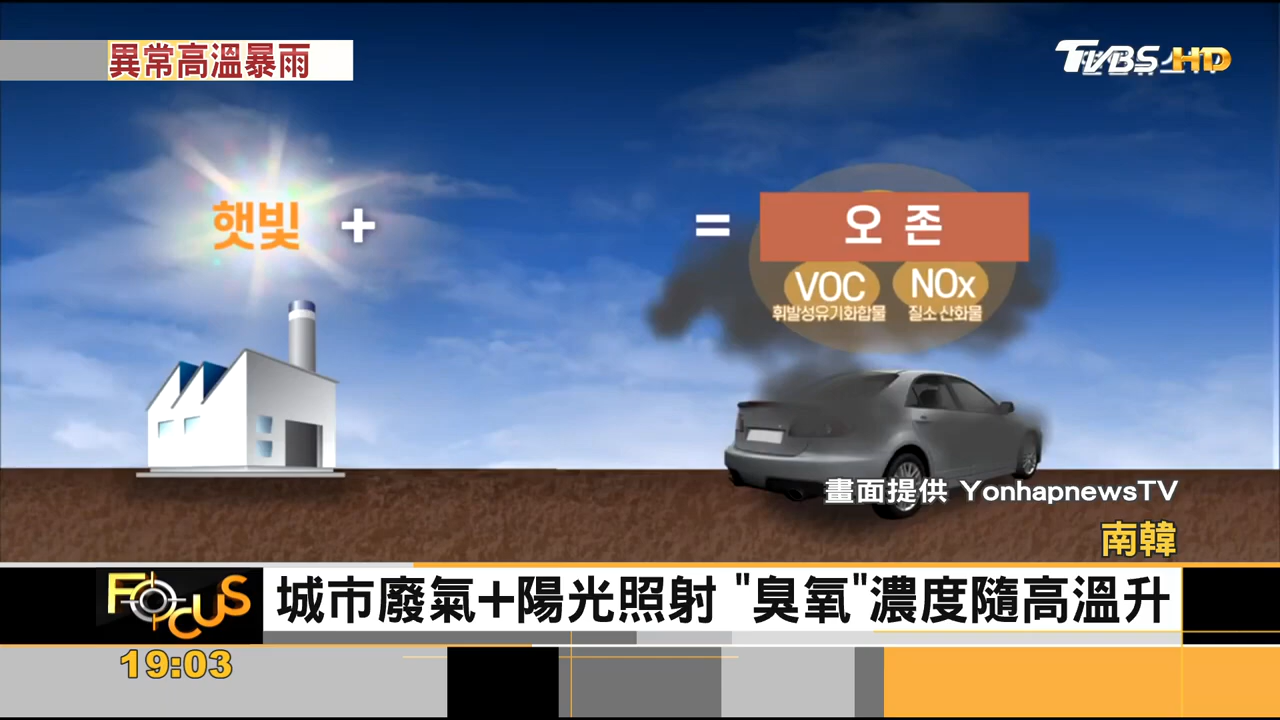 異常高溫暴雨
TVBS HD
햇빛 + = 오 존
VOC NOx
휘발성유기화합물 질소 산화물
畫面提供 YonhapnewsTV
南韓
FOCUS
城市廢氣+陽光照射 "臭氧"濃度隨高溫升
19:03